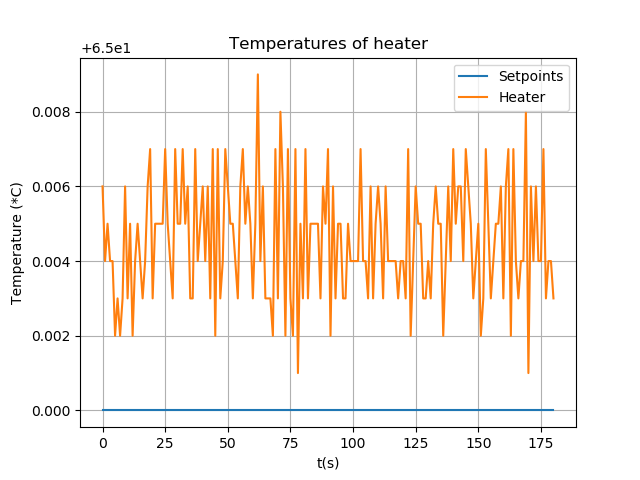 Temperatures of heater
+6.5e1
Setpoints
Heater
0.008
0.006
0.004
0.002
0.000
Temperature (*C)
0 25 50 75 100 125 150 175
t(s)